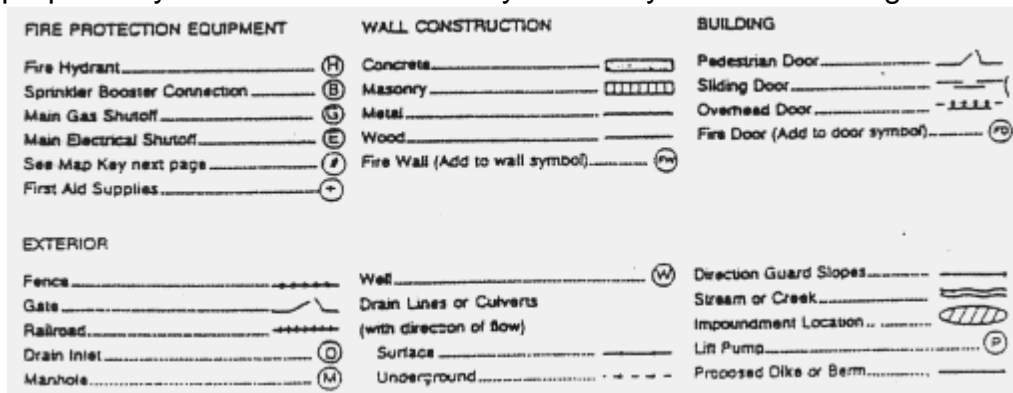 FIRE PROTECTION EQUIPMENT
Fire Hydrant H
Sprinkler Booster Connection B
Main Gas Shutoff G
Main Electrical Shutoff E
See Map Key next page #
First Aid Supplies +
WALL CONSTRUCTION
Concrete
Masonry
Metal
Wood
Fire Wall (Add to wall symbol) FW
BUILDING
Pedestrian Door
Sliding Door
Overhead Door
Fire Door (Add to door symbol) FD
EXTERIOR
Fence
Gate
Railroad
Drain Inlet D
Manhole M
Well W
Drain Lines or Culverts
(with direction of flow)
Surface
Underground
Direction Guard Slopes
Stream or Creek
Impoundment Location
Lift Pump P
Proposed Dike or Berm